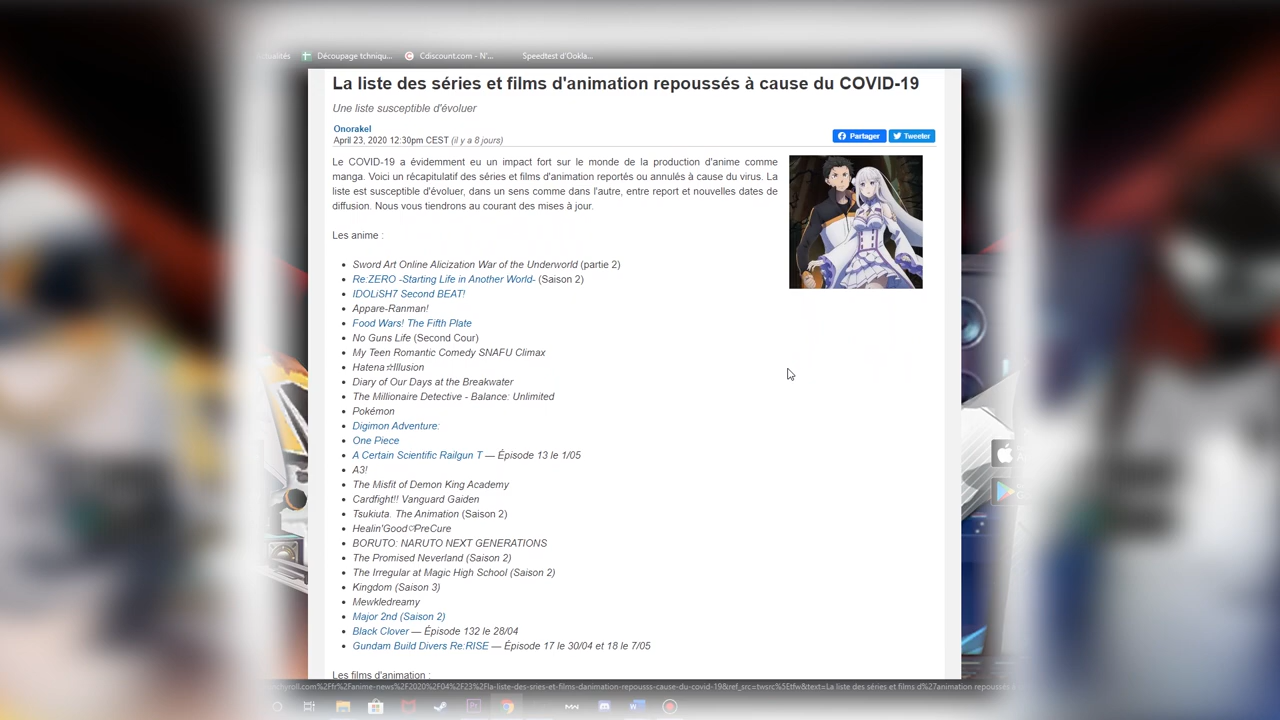 Découpage tchniqu...
Cdiscount.com - N'...
Speedtest d'Ookla...
La liste des séries et films d'animation repoussés à cause du COVID-19
Une liste susceptible d'évoluer
Onorakel
April 23, 2020 12:30pm CEST (il y a 8 jours)
Partager
Tweeter
Le COVID-19 a évidemment eu un impact fort sur le monde de la production d'anime comme
manga. Voici un récapitulatif des séries et films d'animation reportés ou annulés à cause du virus. La
liste est susceptible d'évoluer, dans un sens comme dans l'autre, entre report et nouvelles dates de
diffusion. Nous vous tiendrons au courant des mises à jour.
Les anime :
Sword Art Online Alicization War of the Underworld (partie 2)
Re:ZERO -Starting Life in Another World- (Saison 2)
IDOLiSH7 Second BEAT!
Appare-Ranman!
Food Wars! The Fifth Plate
No Guns Life (Second Cour)
My Teen Romantic Comedy SNAFU Climax
Hatena☆Illusion
Diary of Our Days at the Breakwater
The Millionaire Detective - Balance: Unlimited
Pokémon
Digimon Adventure:
One Piece
A Certain Scientific Railgun T — Épisode 13 le 1/05
A3!
The Misfit of Demon King Academy
Cardfight!! Vanguard Gaiden
Tsukiuta. The Animation (Saison 2)
Healin'Good♡PreCure
BORUTO: NARUTO NEXT GENERATIONS
The Promised Neverland (Saison 2)
The Irregular at Magic High School (Saison 2)
Kingdom (Saison 3)
Mewkledreamy
Major 2nd (Saison 2)
Black Clover — Épisode 132 le 28/04
Gundam Build Divers Re:RISE — Épisode 17 le 30/04 et 18 le 7/05
Les films d'animation :